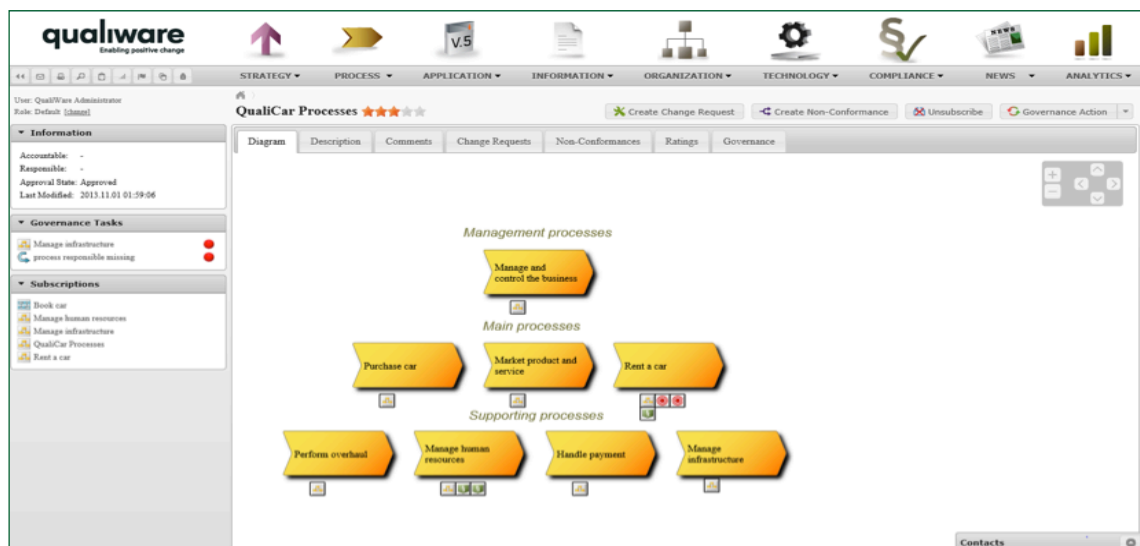 qualiware
Enabling positive change
V.5
NEWS
STRATEGY
PROCESS
APPLICATION
INFORMATION
ORGANIZATION
TECHNOLOGY
COMPLIANCE
NEWS
ANALYTICS
User: QualiWare Administrator
Role: Default [change]
QualiCar Processes
Create Change Request
Create Non-Conformance
Unsubscribe
Governance Action
Information
Accountable: -
Responsible: -
Approval State: Approved
Last Modified: 2013.11.01 01:59:06
Governance Tasks
Manage infrastructure
process responsible missing
Subscriptions
Book car
Manage human resources
Manage infrastructure
QualiCar Processes
Rent a car
Diagram
Description
Comments
Change Requests
Non-Conformances
Ratings
Governance
Management processes
Manage and
control the business
Main processes
Purchase car
Market product and
service
Rent a car
Supporting processes
Perform overhaul
Manage human
resources
Handle payment
Manage
infrastructure
Contacts